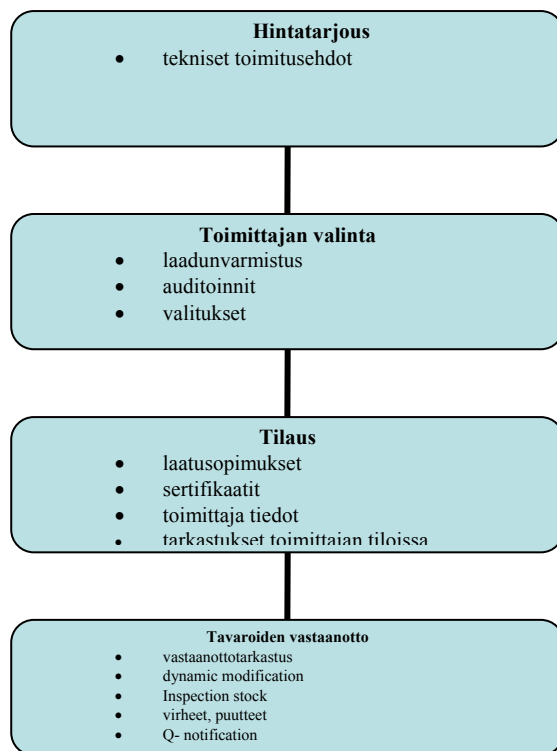 Hintatarjous
• tekniset toimitusehdot
Toimittajan valinta
• laadunvarmistus
• auditoinnit
• valitukset
Tilaus
• laatusopimukset
• sertifikaatit
• toimittaja tiedot
• tarkastukset toimittajan tiloissa
Tavaroiden vastaanotto
• vastaanottotarkastus
• dynamic modification
• Inspection stock
• virheet, puutteet
• Q- notification